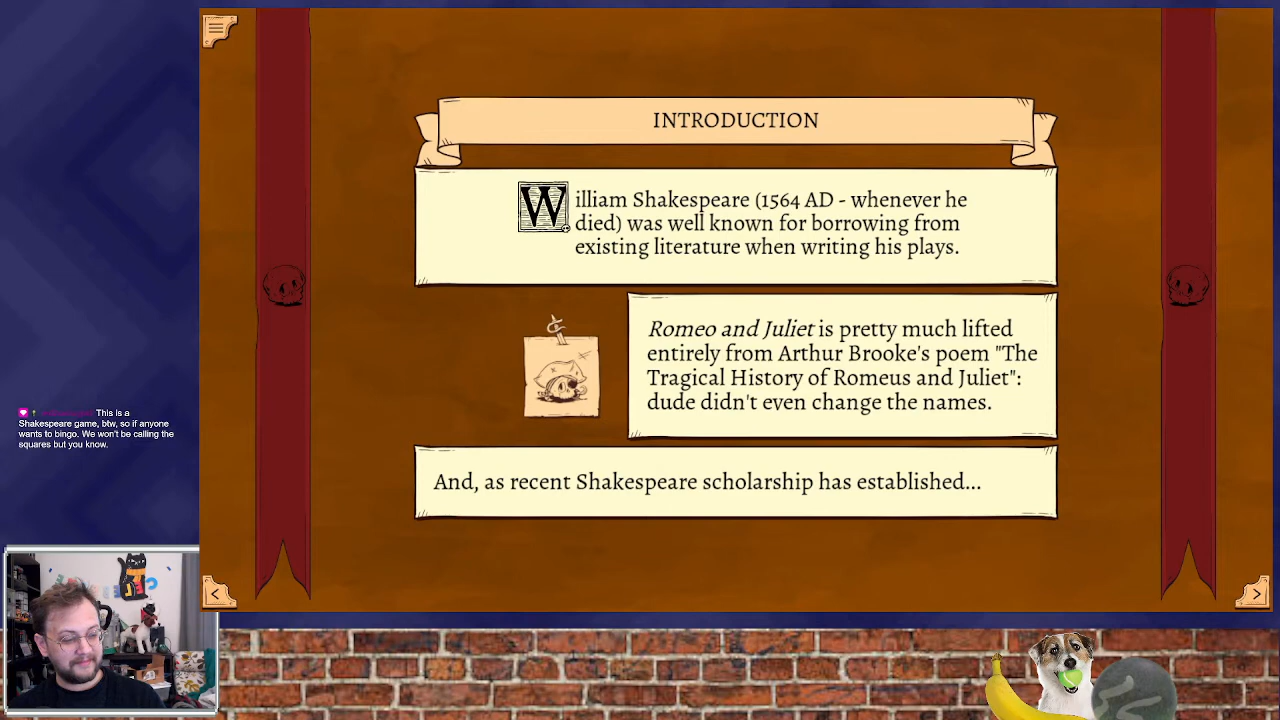 INTRODUCTION
William Shakespeare (1564 AD - whenever he
died) was well known for borrowing from
existing literature when writing his plays.
Romeo and Juliet is pretty much lifted
entirely from Arthur Brooke's poem "The
Tragical History of Romeus and Juliet":
dude didn't even change the names.
And, as recent Shakespeare scholarship has established...
This is a
Shakespeare game, btw, so if anyone
wants to bingo. We won't be calling the
squares but you know.